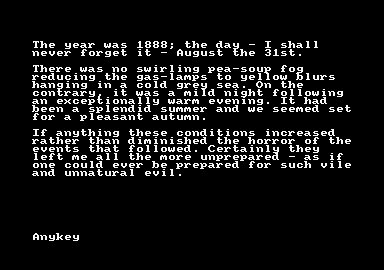 The year was 1888; the day - I shall
never forget it - August the 31st.
There was no swirling pea-soup fog
reducing the gas-lamps to yellow blurs
hanging in a cold grey sea. On the
contrary, it was a mild night following
an exceptionally warm evening. It had
been a splendid summer and we seemed set
for a pleasant autumn.
If anything these conditions increased
rather than diminished the horror of the
events that followed. Certainly they
left me all the more unprepared - as if
one could ever be prepared for such vile
and unnatural evil.
Anykey